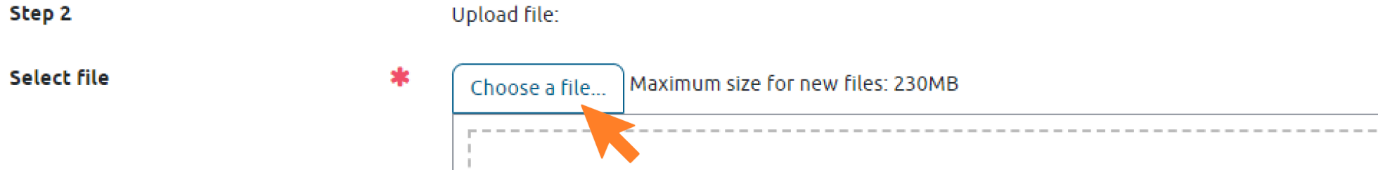 Step 2 Upload file:
Select file * Choose a file... Maximum size for new files: 230MB